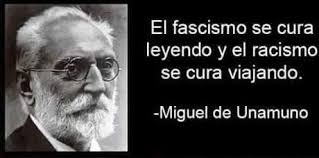 El fascismo se cura
leyendo y el racismo
se cura viajando.
-Miguel de Unamuno